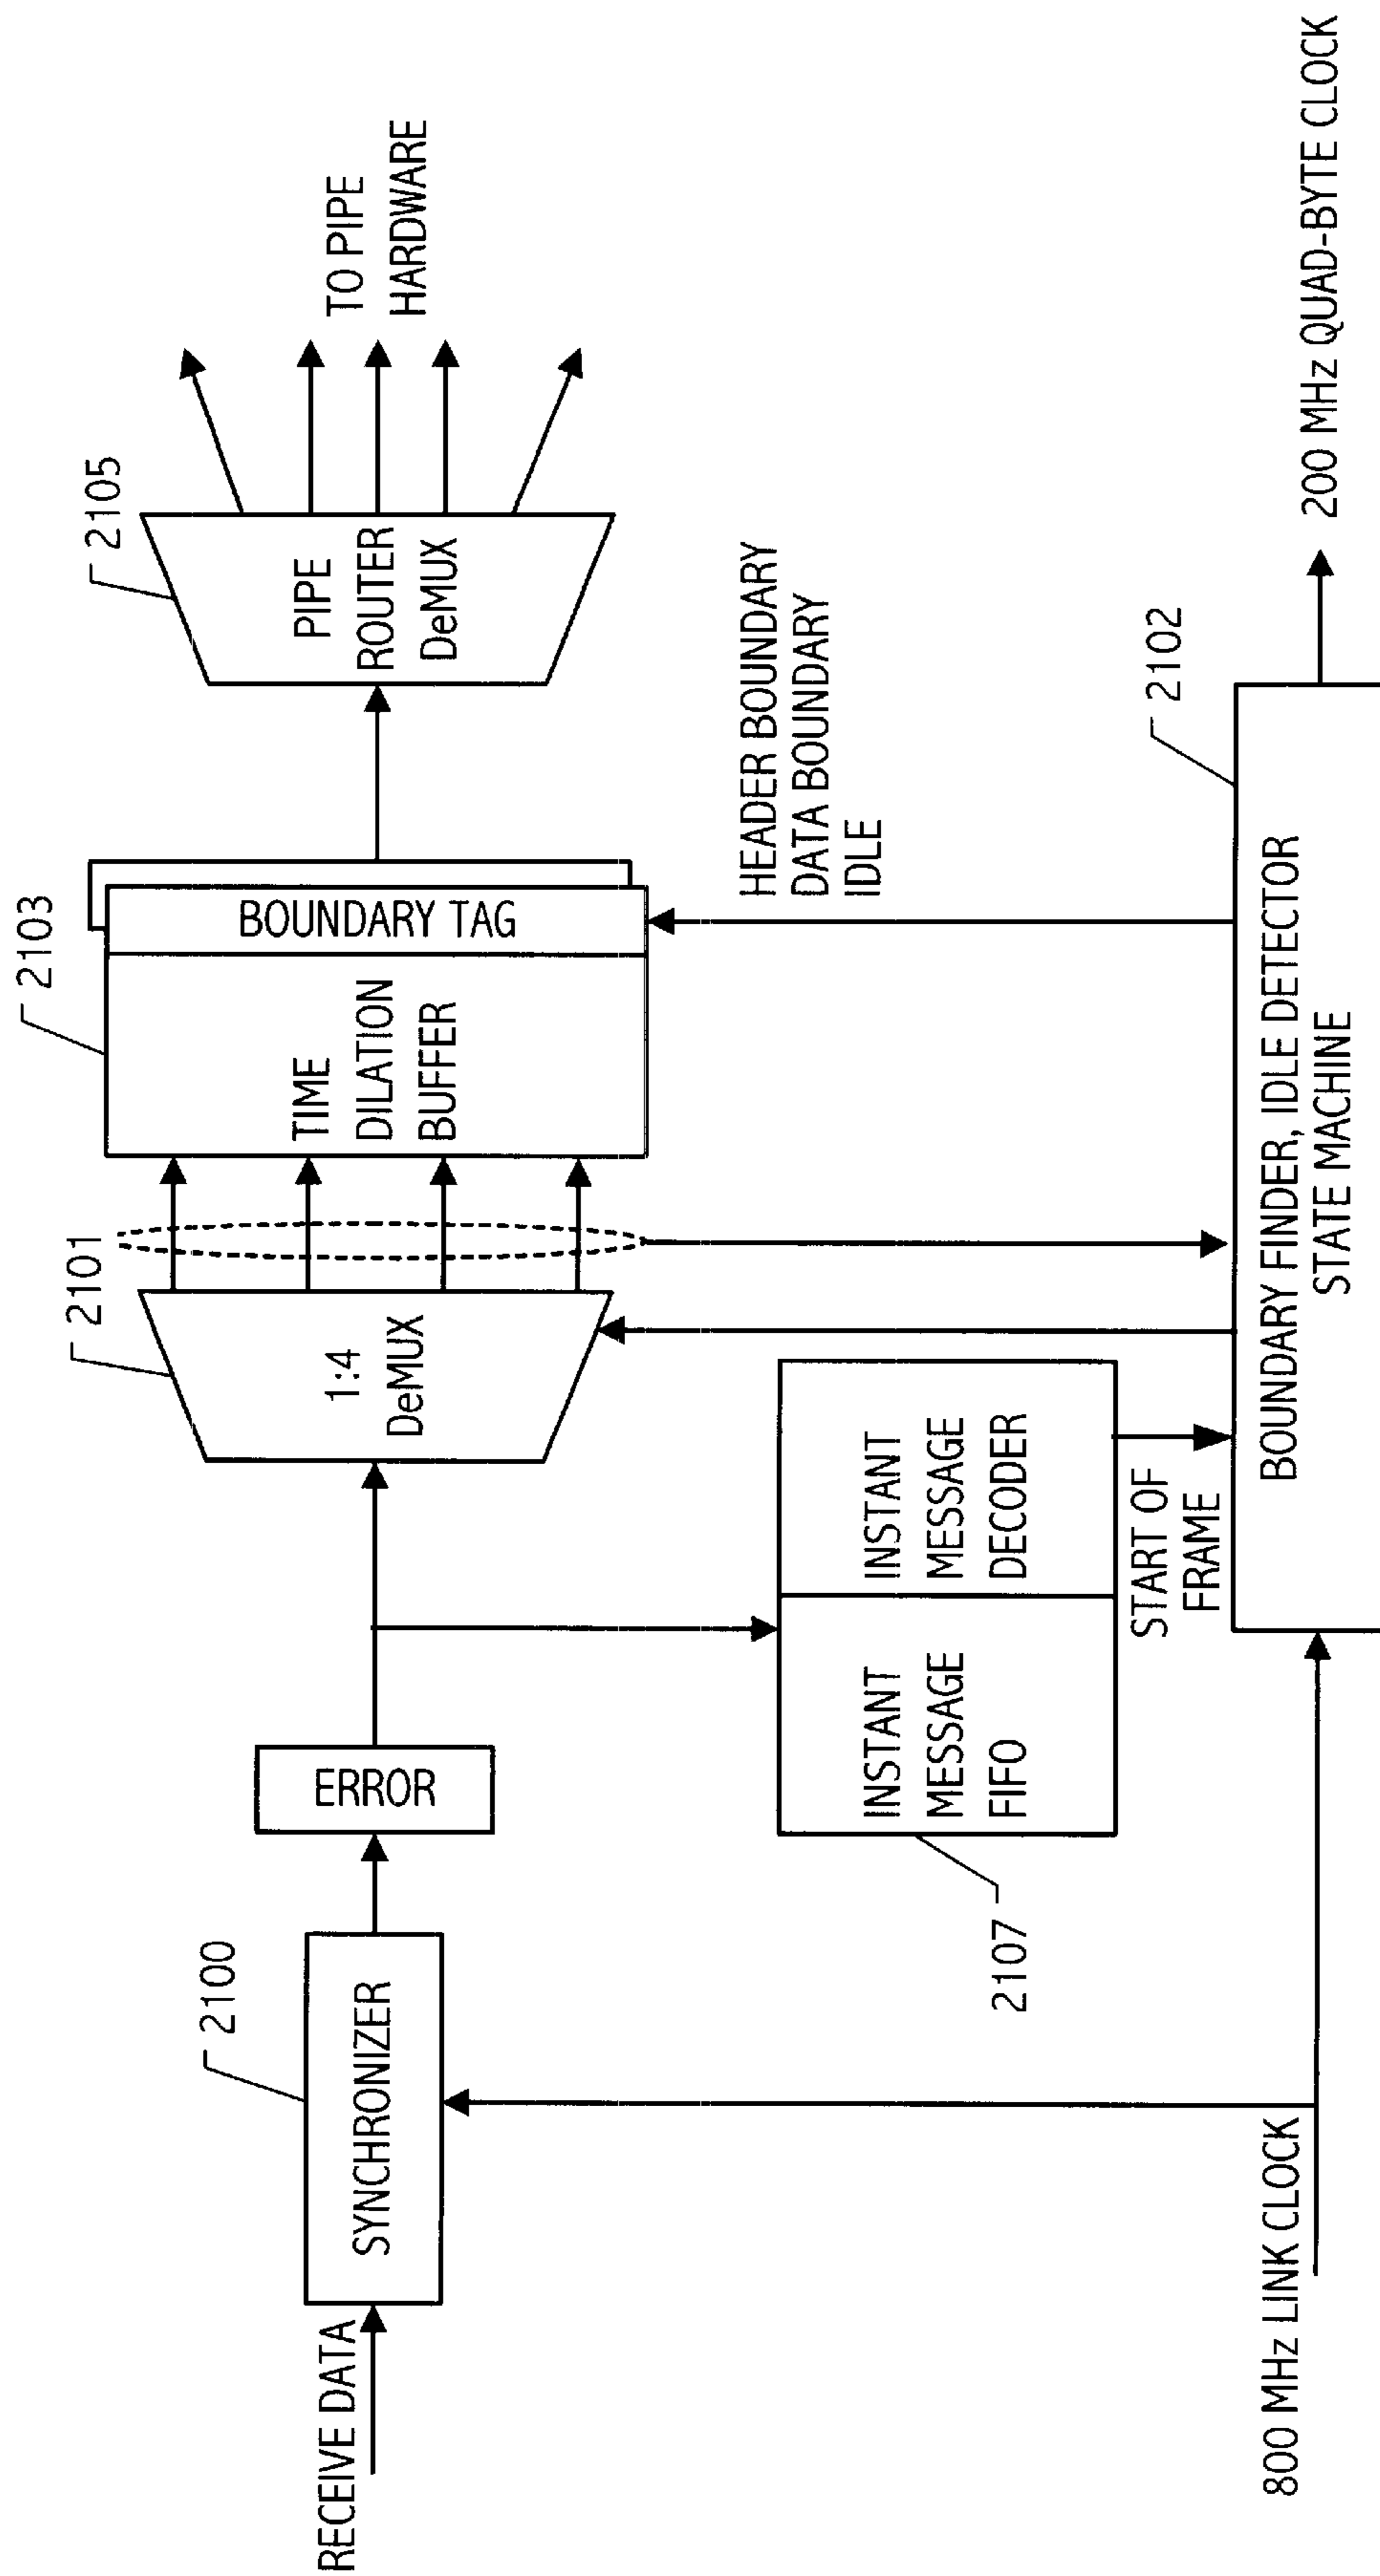 RECEIVE DATA
2100
SYNCHRONIZER
ERROR
2101
1:4
DeMUX
2103
TIME
DILATION
BUFFER
BOUNDARY TAG
2105
PIPE
ROUTER
DeMUX
TO PIPE
HARDWARE
2107
INSTANT
MESSAGE
FIFO
INSTANT
MESSAGE
DECODER
START OF
FRAME
HEADER BOUNDARY
DATA BOUNDARY
IDLE
2102
800 MHz LINK CLOCK
BOUNDARY FINDER, IDLE DETECTOR
STATE MACHINE
200 MHz QUAD-BYTE CLOCK